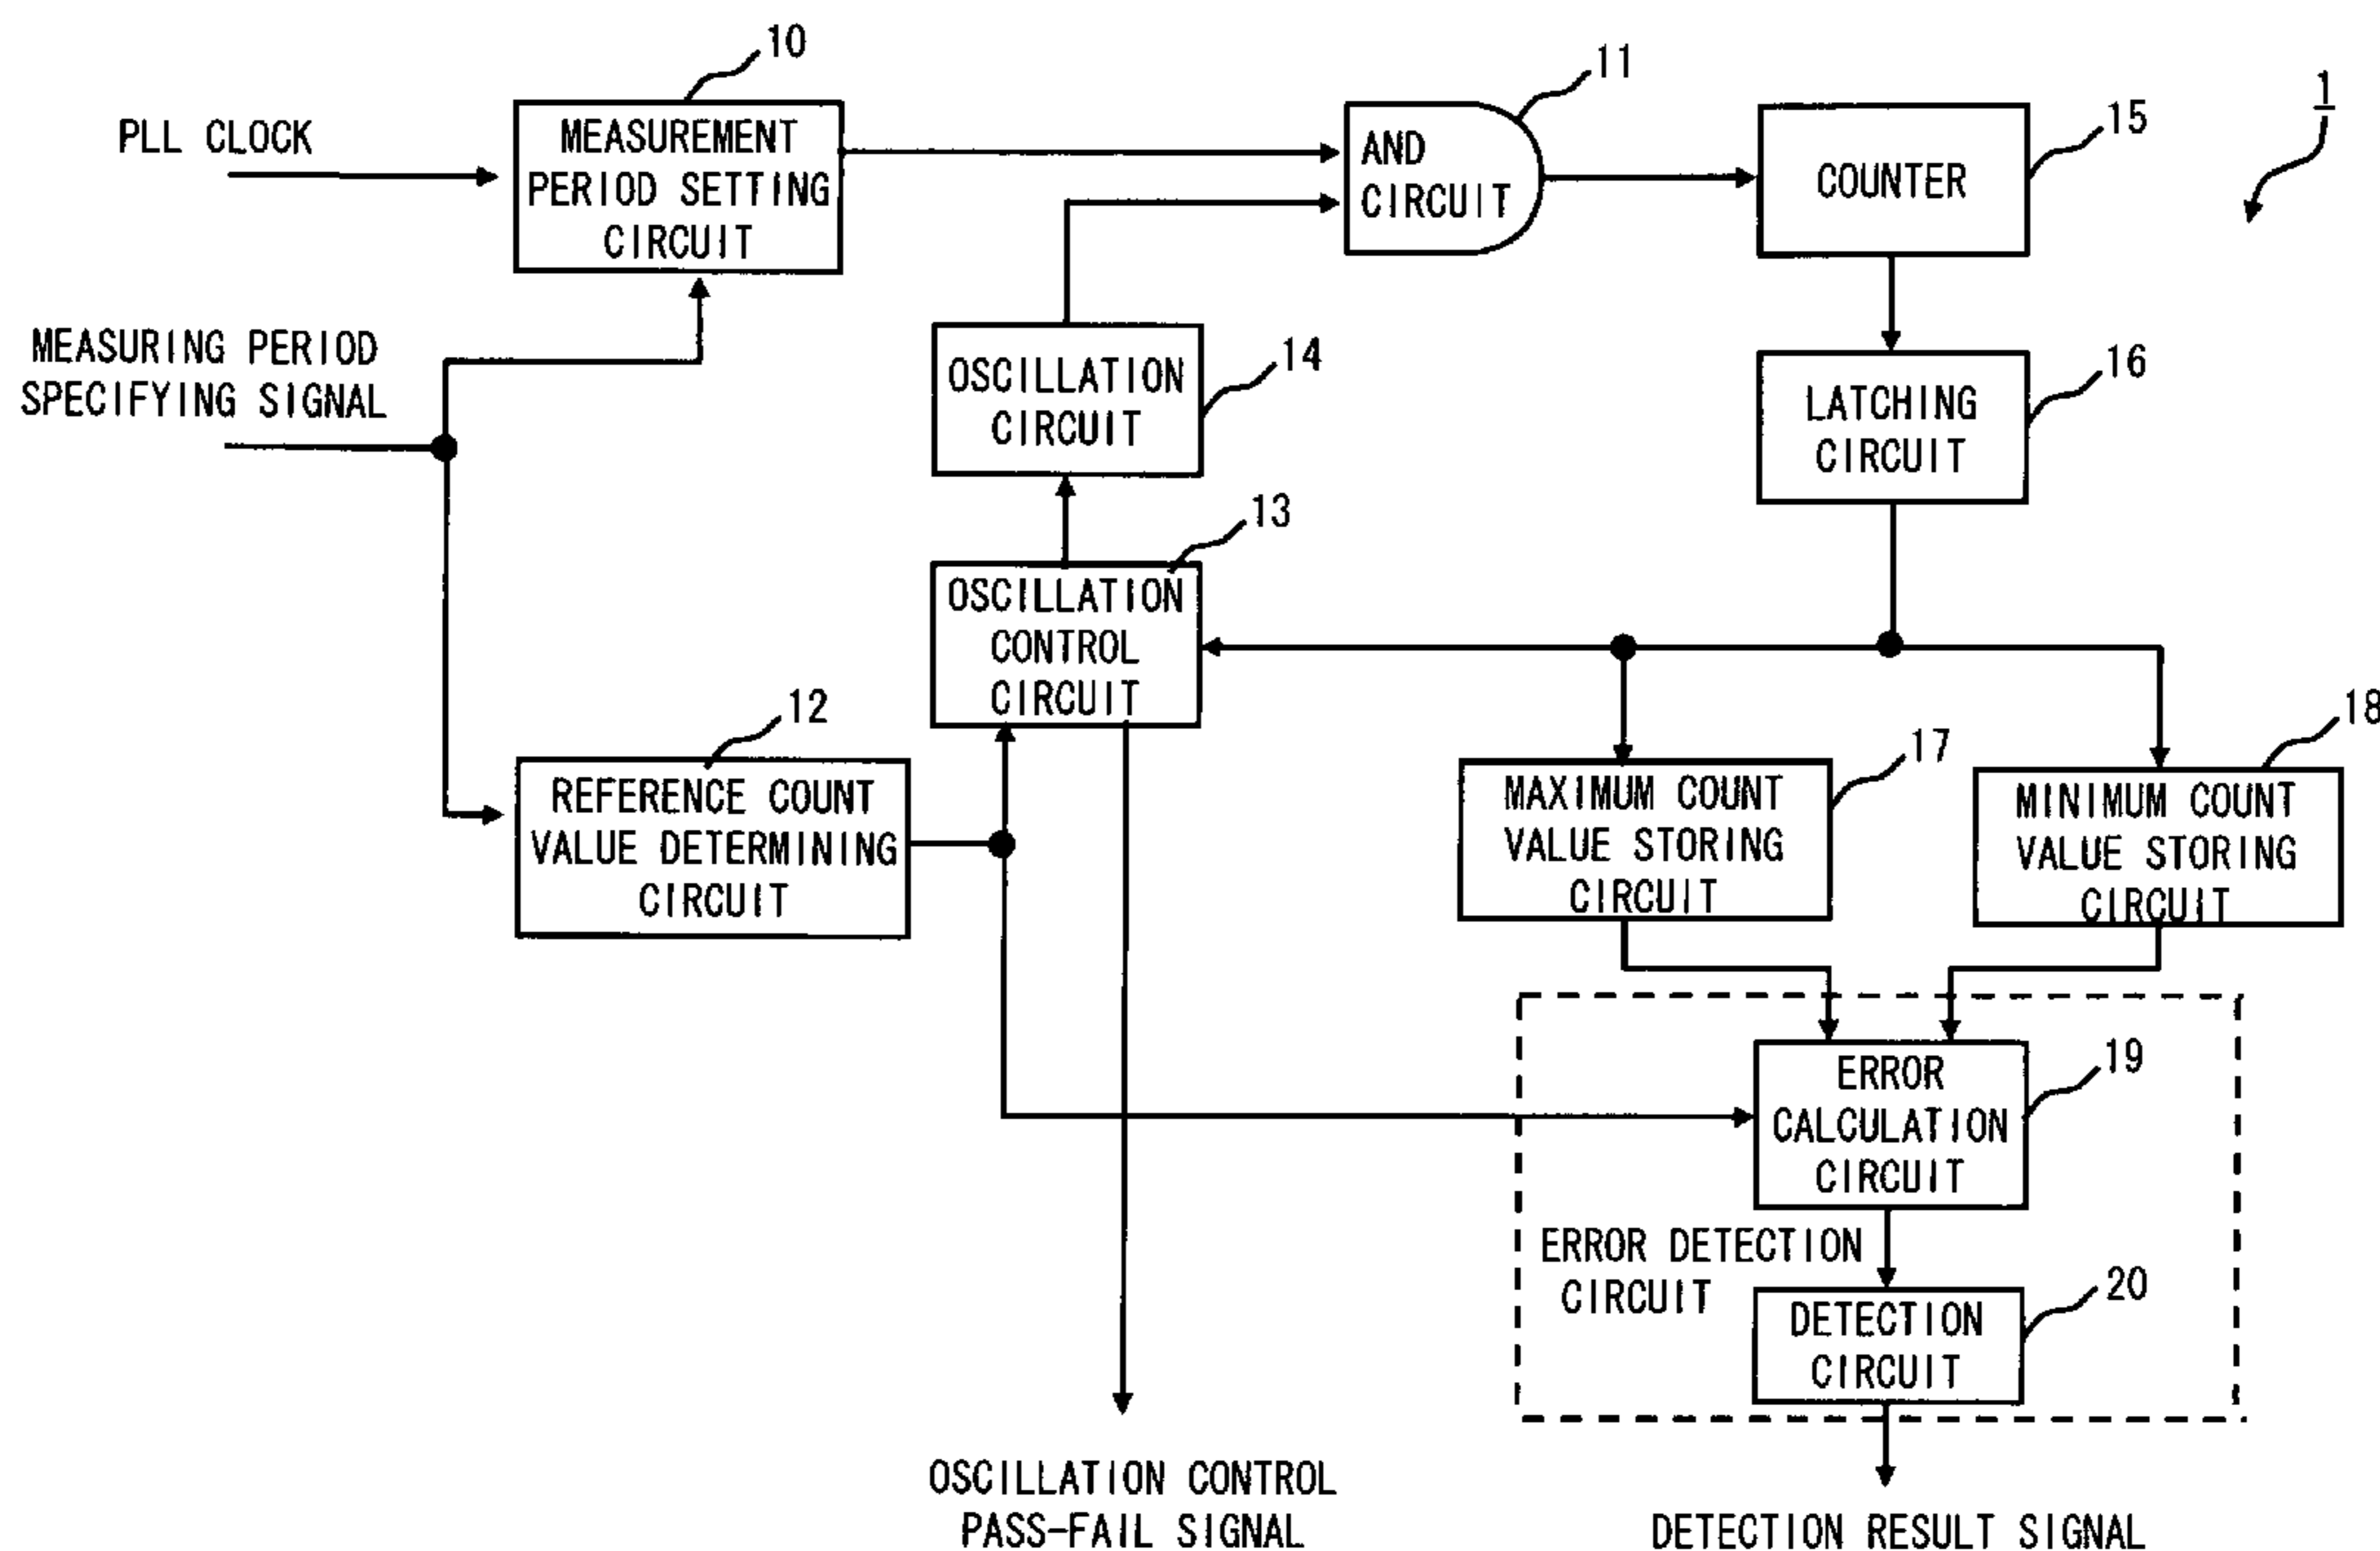 10
11
1
PLL CLOCK
MEASUREMENT
PERIOD SETTING
CIRCUIT
AND
CIRCUIT
COUNTER
15
MEASURING PERIOD
SPECIFYING SIGNAL
OSCILLATION
CIRCUIT
14
LATCHING
CIRCUIT
16
13
OSCILLATION
CONTROL
CIRCUIT
12
REFERENCE COUNT
VALUE DETERMINING
CIRCUIT
17
MAXIMUM COUNT
VALUE STORING
CIRCUIT
18
MINIMUM COUNT
VALUE STORING
CIRCUIT
ERROR
CALCULATION
CIRCUIT
19
ERROR DETECTION
CIRCUIT
DETECTION
CIRCUIT
20
OSCILLATION CONTROL
PASS-FAIL SIGNAL
DETECTION RESULT SIGNAL